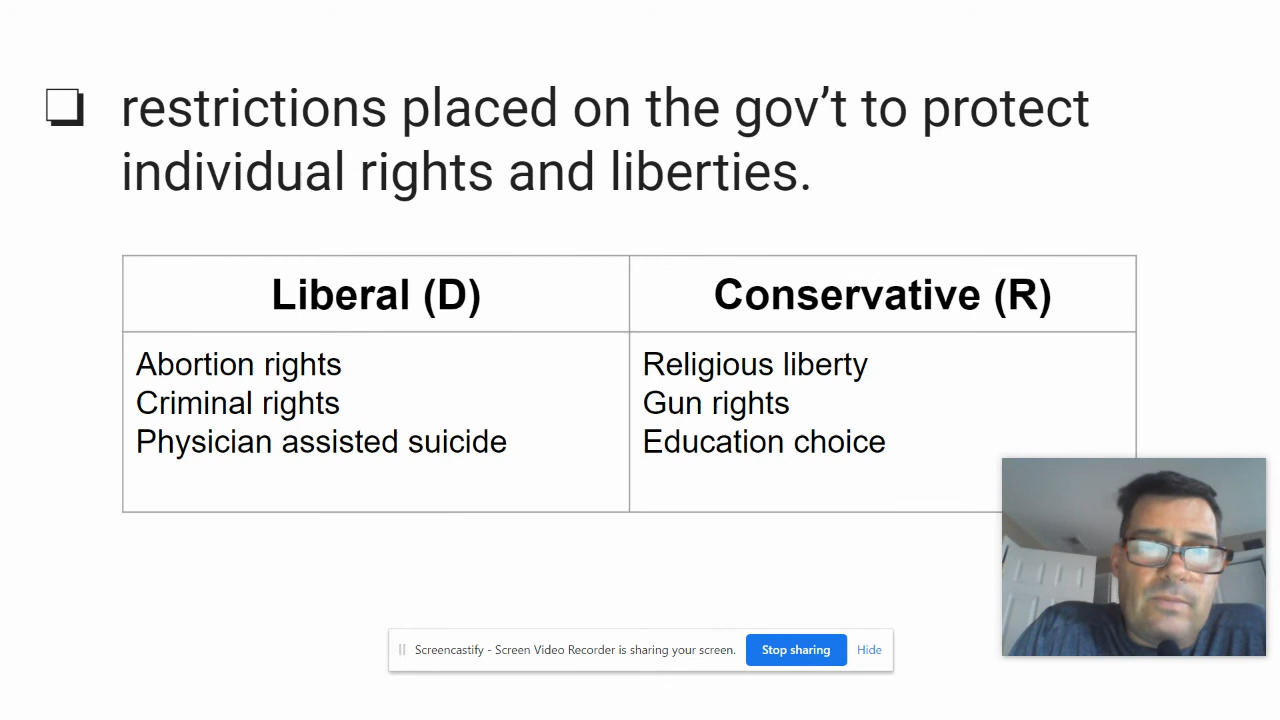 restrictions placed on the gov’t to protect
individual rights and liberties.
Liberal (D)
Conservative (R)
Abortion rights
Criminal rights
Physician assisted suicide
Religious liberty
Gun rights
Education choice
Screencastify - Screen Video Recorder is sharing your screen.
Stop sharing
Hide